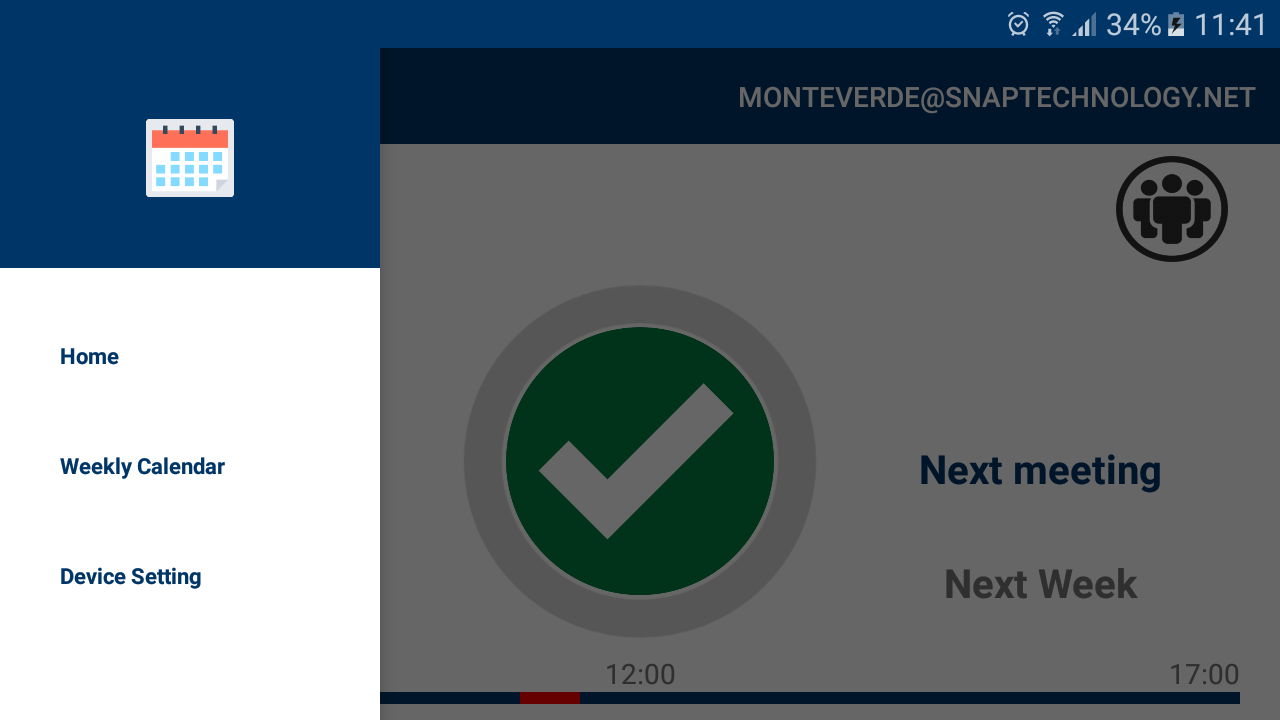 34% 11:41
MONTEVERDE@SNAPTECHNOLOGY.NET
Home
Weekly Calendar
Device Setting
Next meeting
Next Week
12:00 17:00